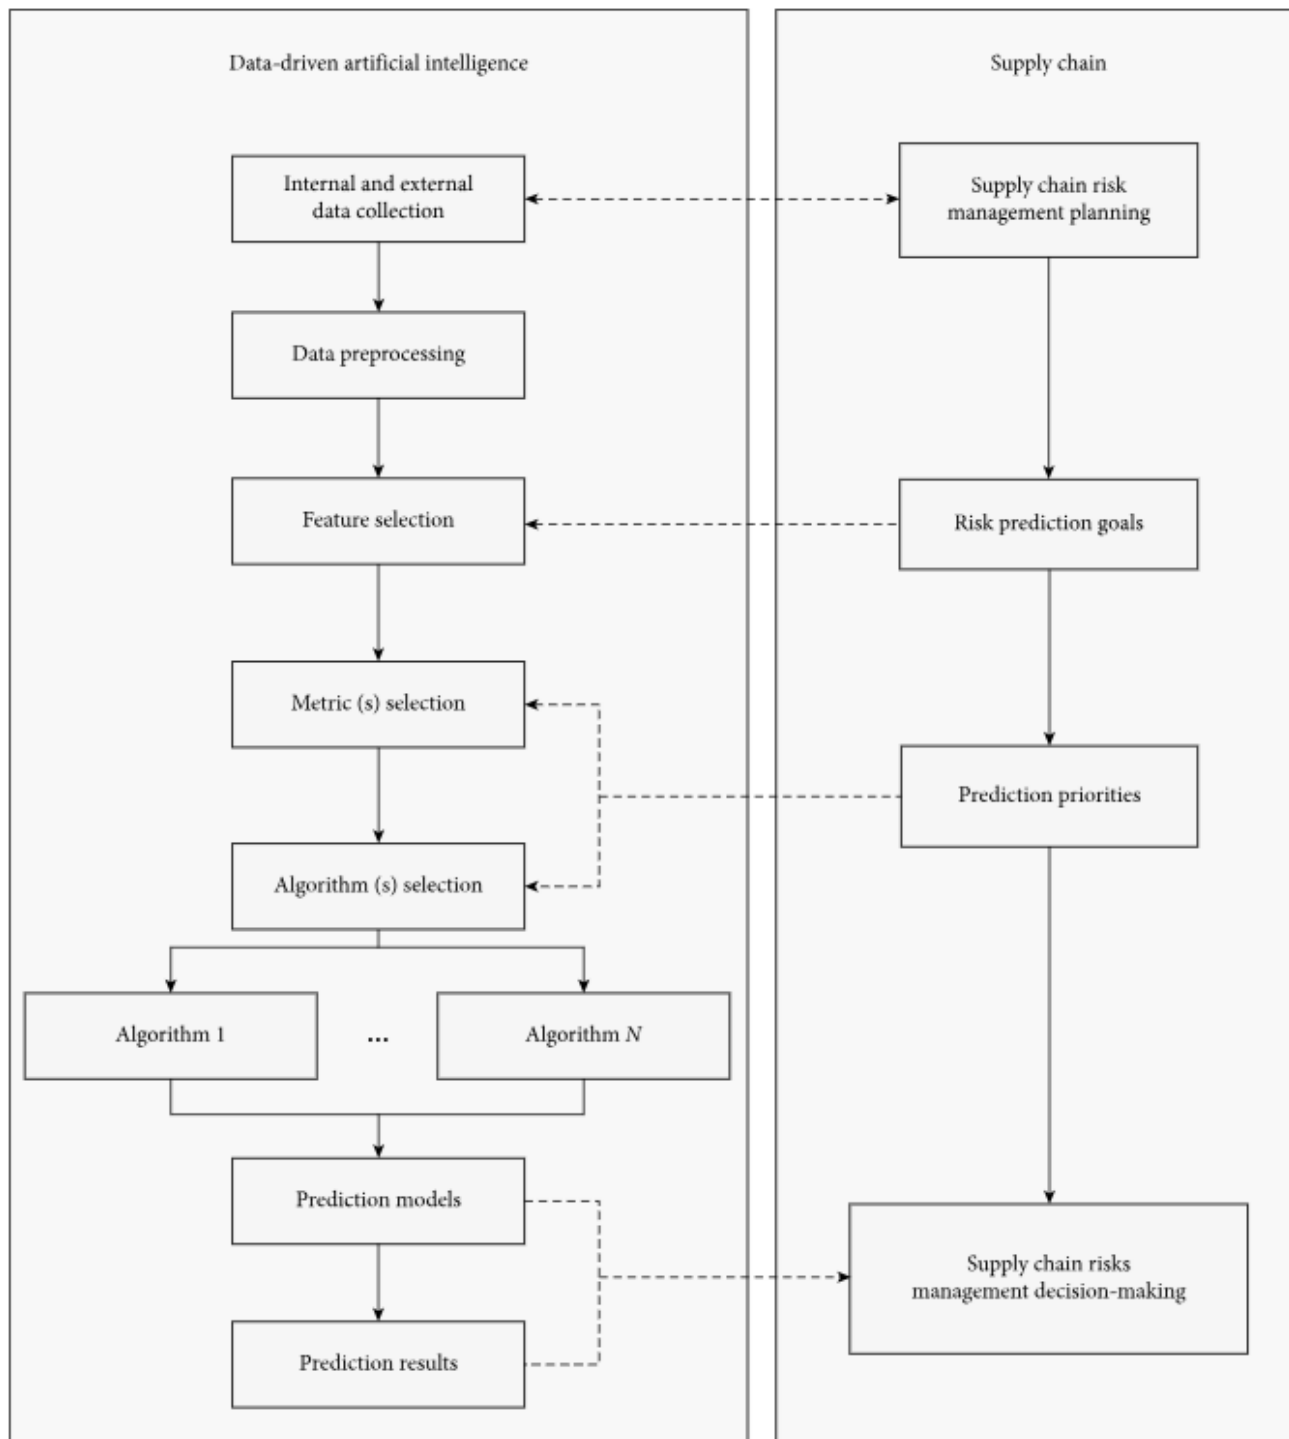 Data-driven artificial intelligence
Internal and external
data collection
Data preprocessing
Feature selection
Metric (s) selection
Algorithm (s) selection
Algorithm 1
...
Algorithm N
Prediction models
Prediction results
Supply chain
Supply chain risk
management planning
Risk prediction goals
Prediction priorities
Supply chain risks
management decision-making